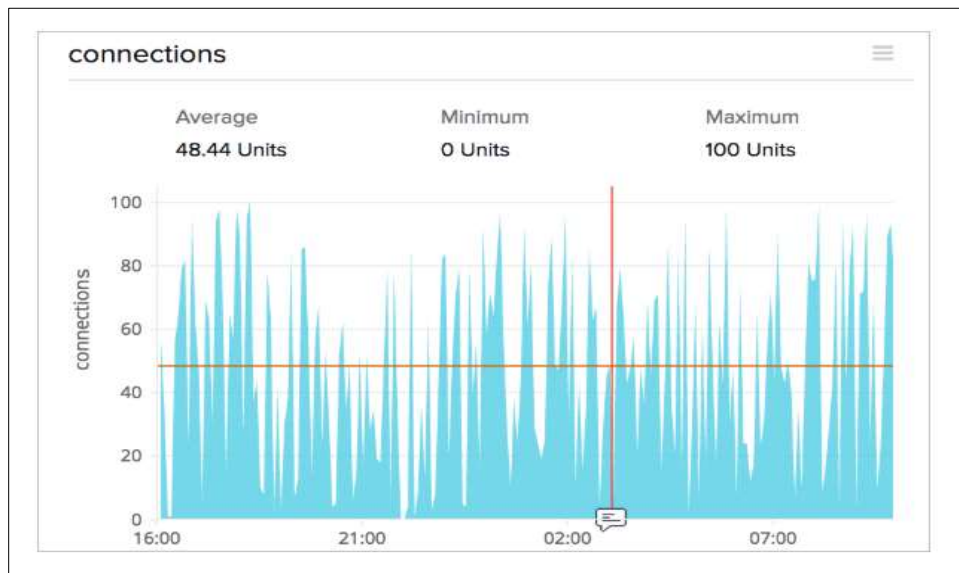 connections
Average Minimum Maximum
48.44 Units 0 Units 100 Units
100
80
60
40
20
0
connections
16:00 21:00 02:00 07:00